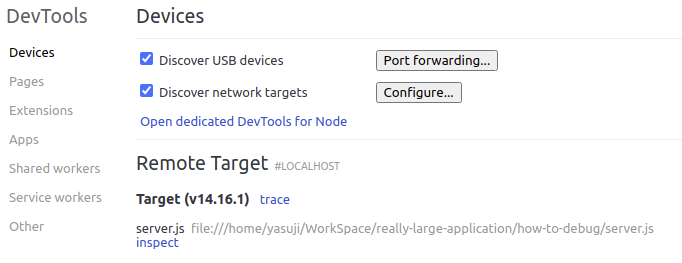 DevTools
Devices
Pages
Extensions
Apps
Shared workers
Service workers
Other
Devices
Discover USB devices Port forwarding...
Discover network targets Configure...
Open dedicated DevTools for Node
Remote Target #LOCALHOST
Target (v14.16.1) trace
server.js file:///home/yasuji/WorkSpace/really-large-application/how-to-debug/server.js
inspect